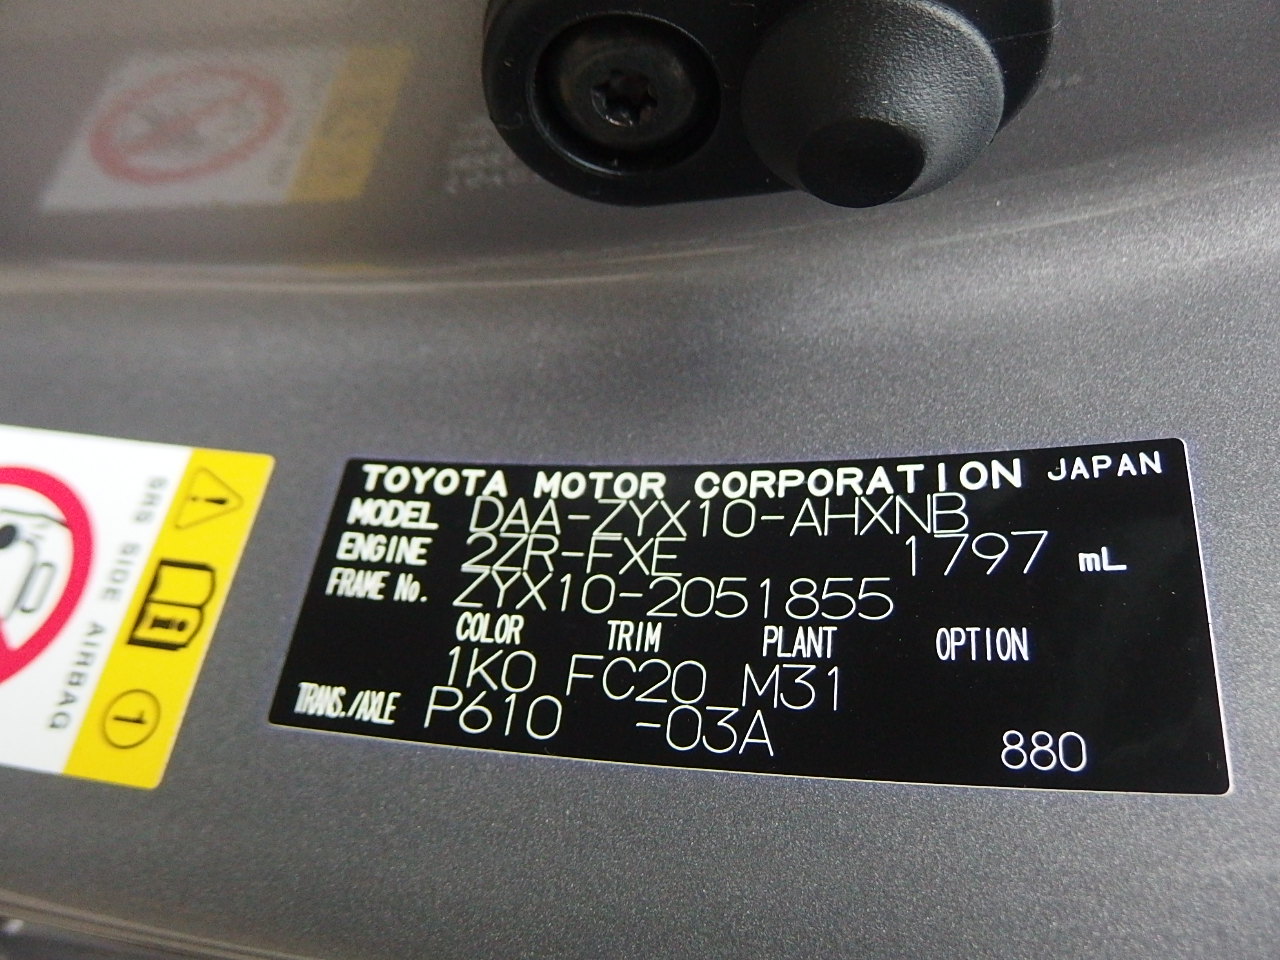 TOYOTA MOTOR CORPORATION JAPAN
MODEL DAA-ZYX10-AHXNB
ENGINE 2ZR-FXE 1797 mL
FRAME No. ZYX10-2051855
COLOR TRIM PLANT OPTION
1K0 FC20 M31
TRANS./AXLE P610 -03A
880
SRS SIDE AIRBAG
1